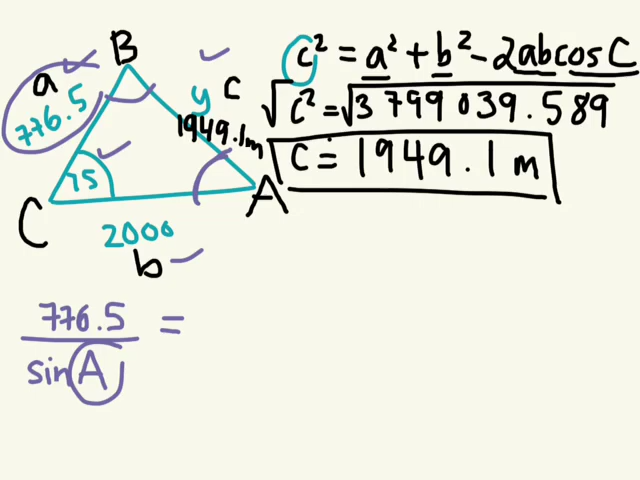 B
a
776.5
y c
1949.1m
75
C
A
2000
b
c² = a² + b² - 2abcosC
√c² = √3 799 039.589
c = 1949.1 m
776.5 =
sin A